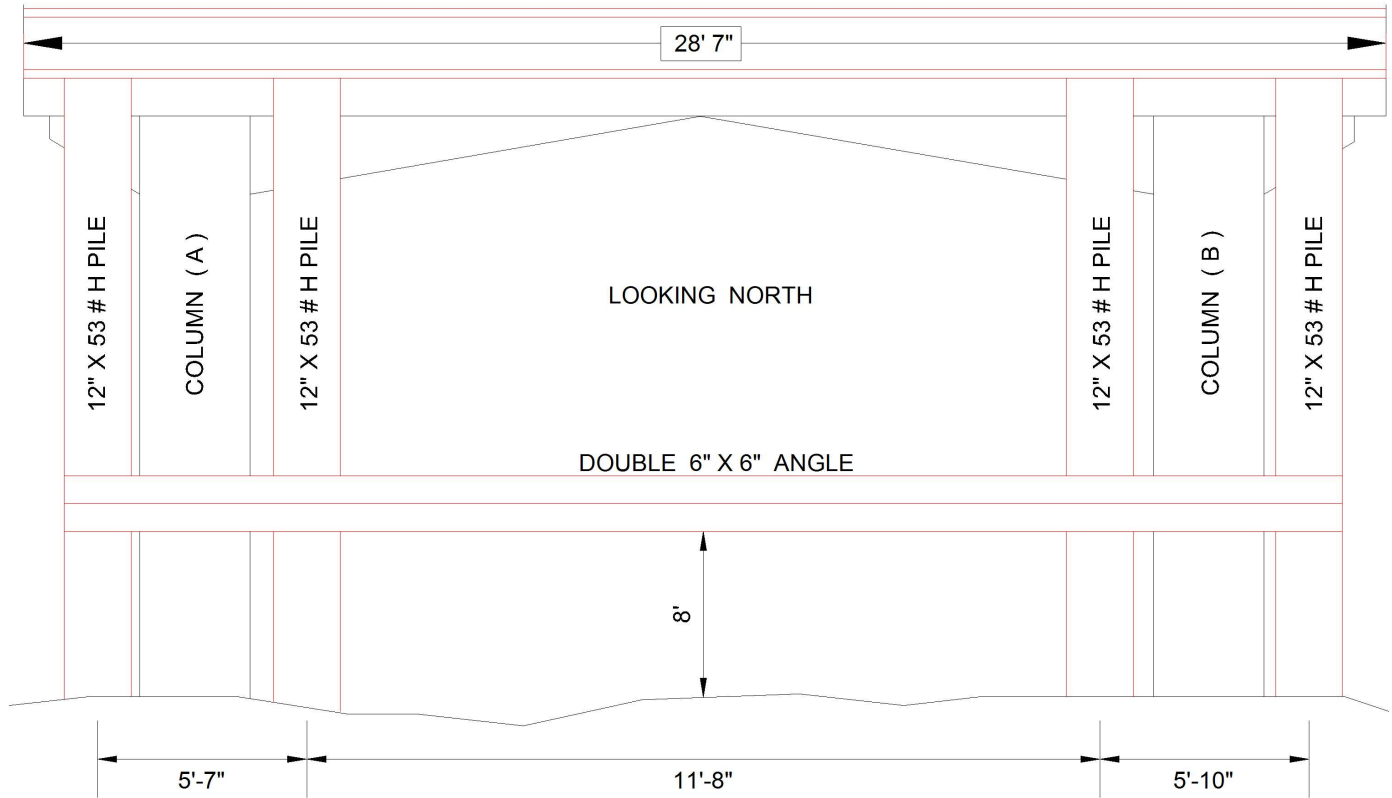 28' 7"
12" X 53 # H PILE
COLUMN ( A )
12" X 53 # H PILE
LOOKING NORTH
12" X 53 # H PILE
COLUMN ( B )
12" X 53 # H PILE
DOUBLE 6" X 6" ANGLE
8'
5'-7"
11'-8"
5'-10"